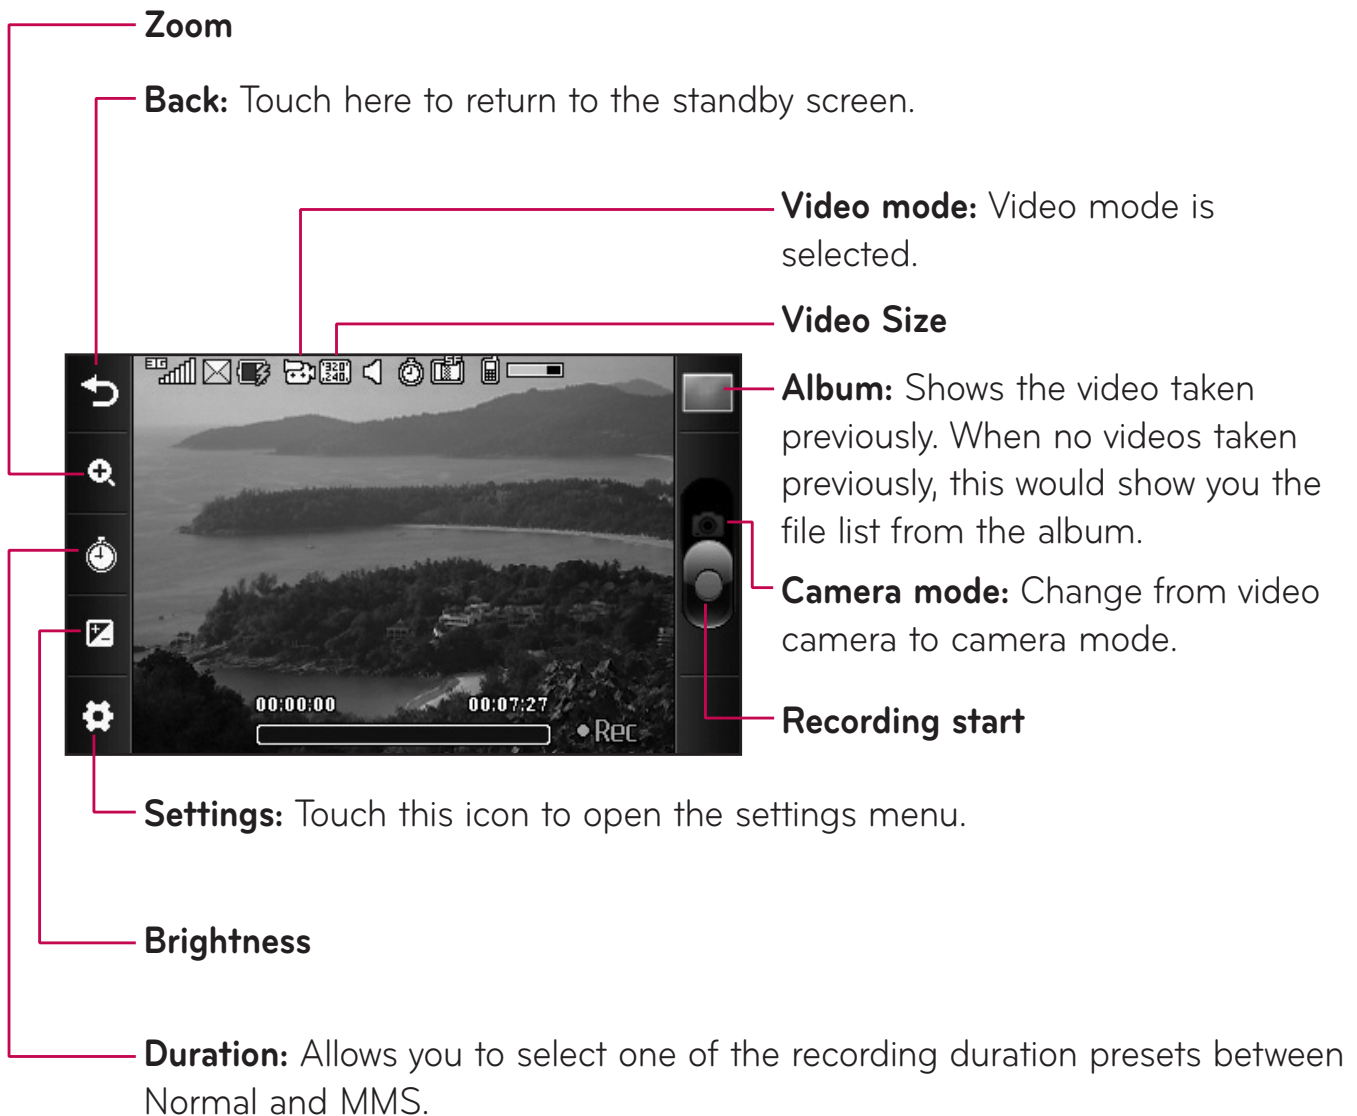 Zoom
Back: Touch here to return to the standby screen.
Video mode: Video mode is
selected.
Video Size
3G
320
240
SF
Album: Shows the video taken
previously. When no videos taken
previously, this would show you the
file list from the album.
Camera mode: Change from video
camera to camera mode.
00:00:00
00:07:27
Rec
Recording start
Settings: Touch this icon to open the settings menu.
Brightness
Duration: Allows you to select one of the recording duration presets between
Normal and MMS.